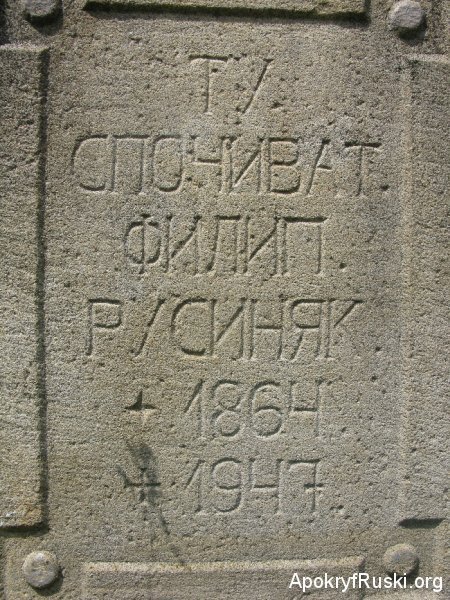 ТУ
СПОЧИВАТ.
ФИЛИП.
РУСИНЯК.
+ 1864.
+ 1947.
ApokryfRuski.org